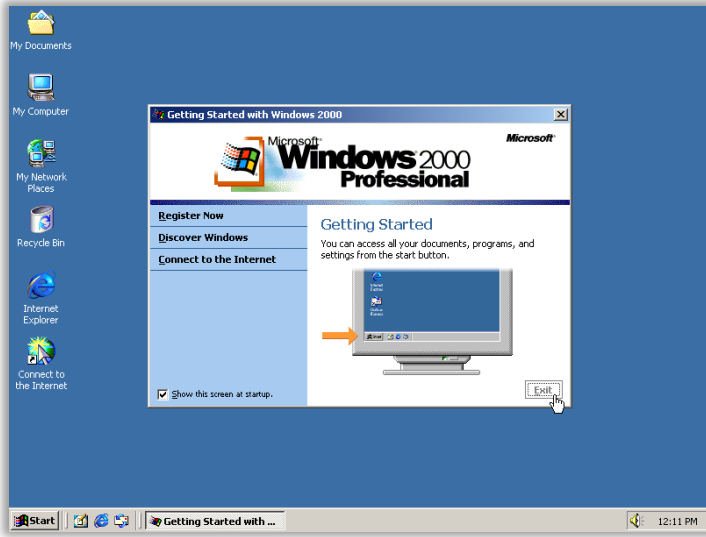 My Documents
My Computer
My Network
Places
Recycle Bin
Internet
Explorer
Connect to
the Internet
Getting Started with Windows 2000
Microsoft
Microsoft
Windows 2000
Professional
Register Now
Discover Windows
Connect to the Internet
Getting Started
You can access all your documents, programs, and
settings from the start button.
Start
Show this screen at startup.
Exit
Start
Getting Started with ...
12:11 PM